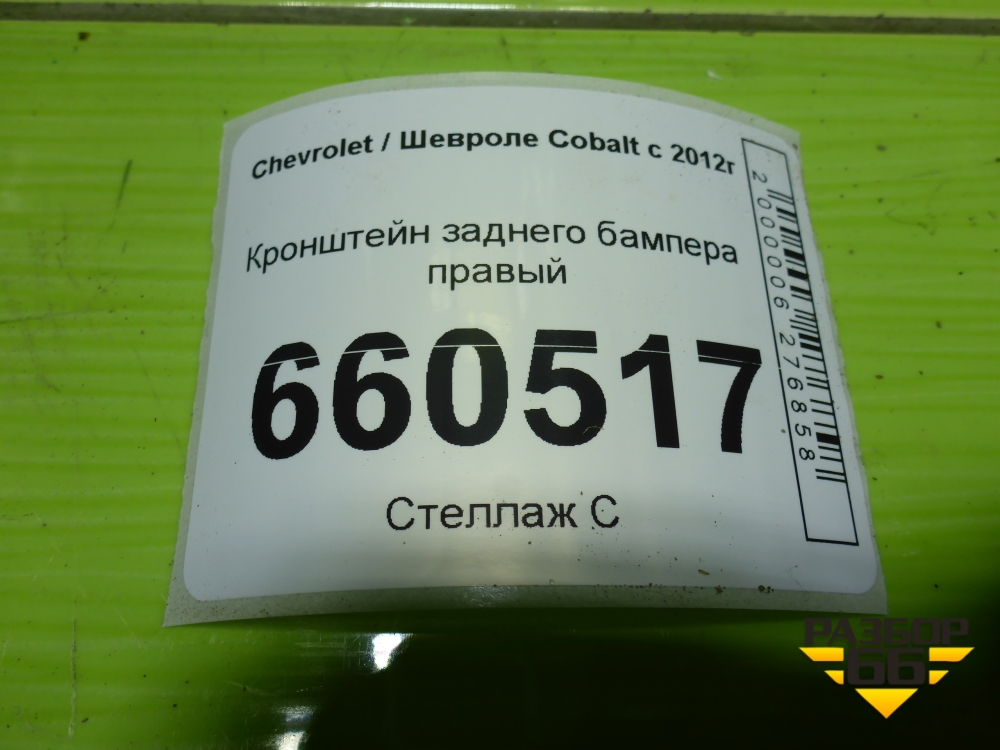 Chevrolet / Шевроле Cobalt с 2012г
Кронштейн заднего бампера
правый
660517
Стеллаж С
2000006276858
РАЗБОР
66